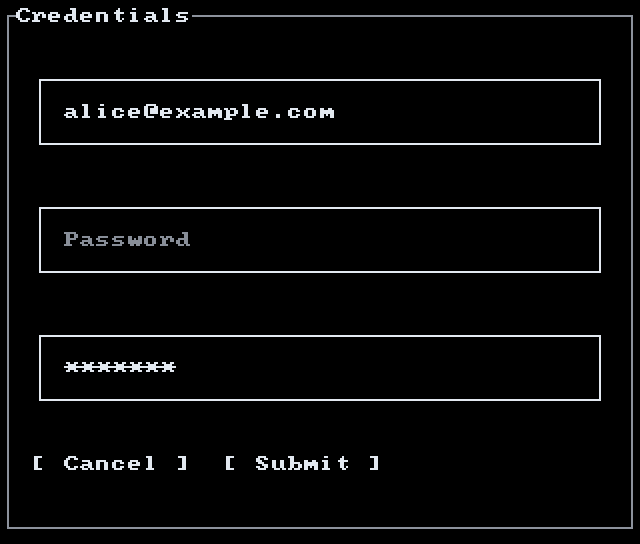 Credentials
alice@example.com
Password
*******
[ Cancel ]  [ Submit ]